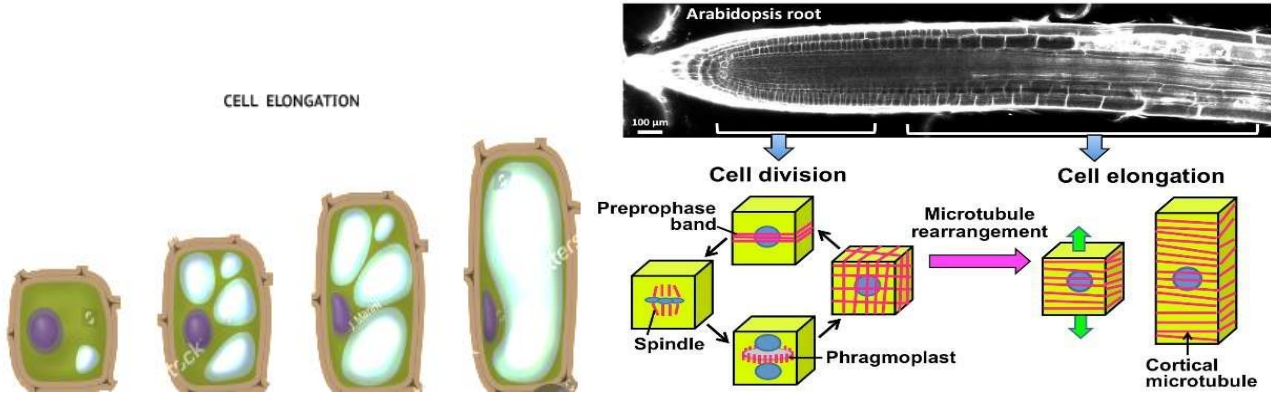 CELL ELONGATION
Arabidopsis root
100 μm
Cell division
Cell elongation
Preprophase
band
Microtubule
rearrangement
Spindle
Phragmoplast
Cortical
microtubule